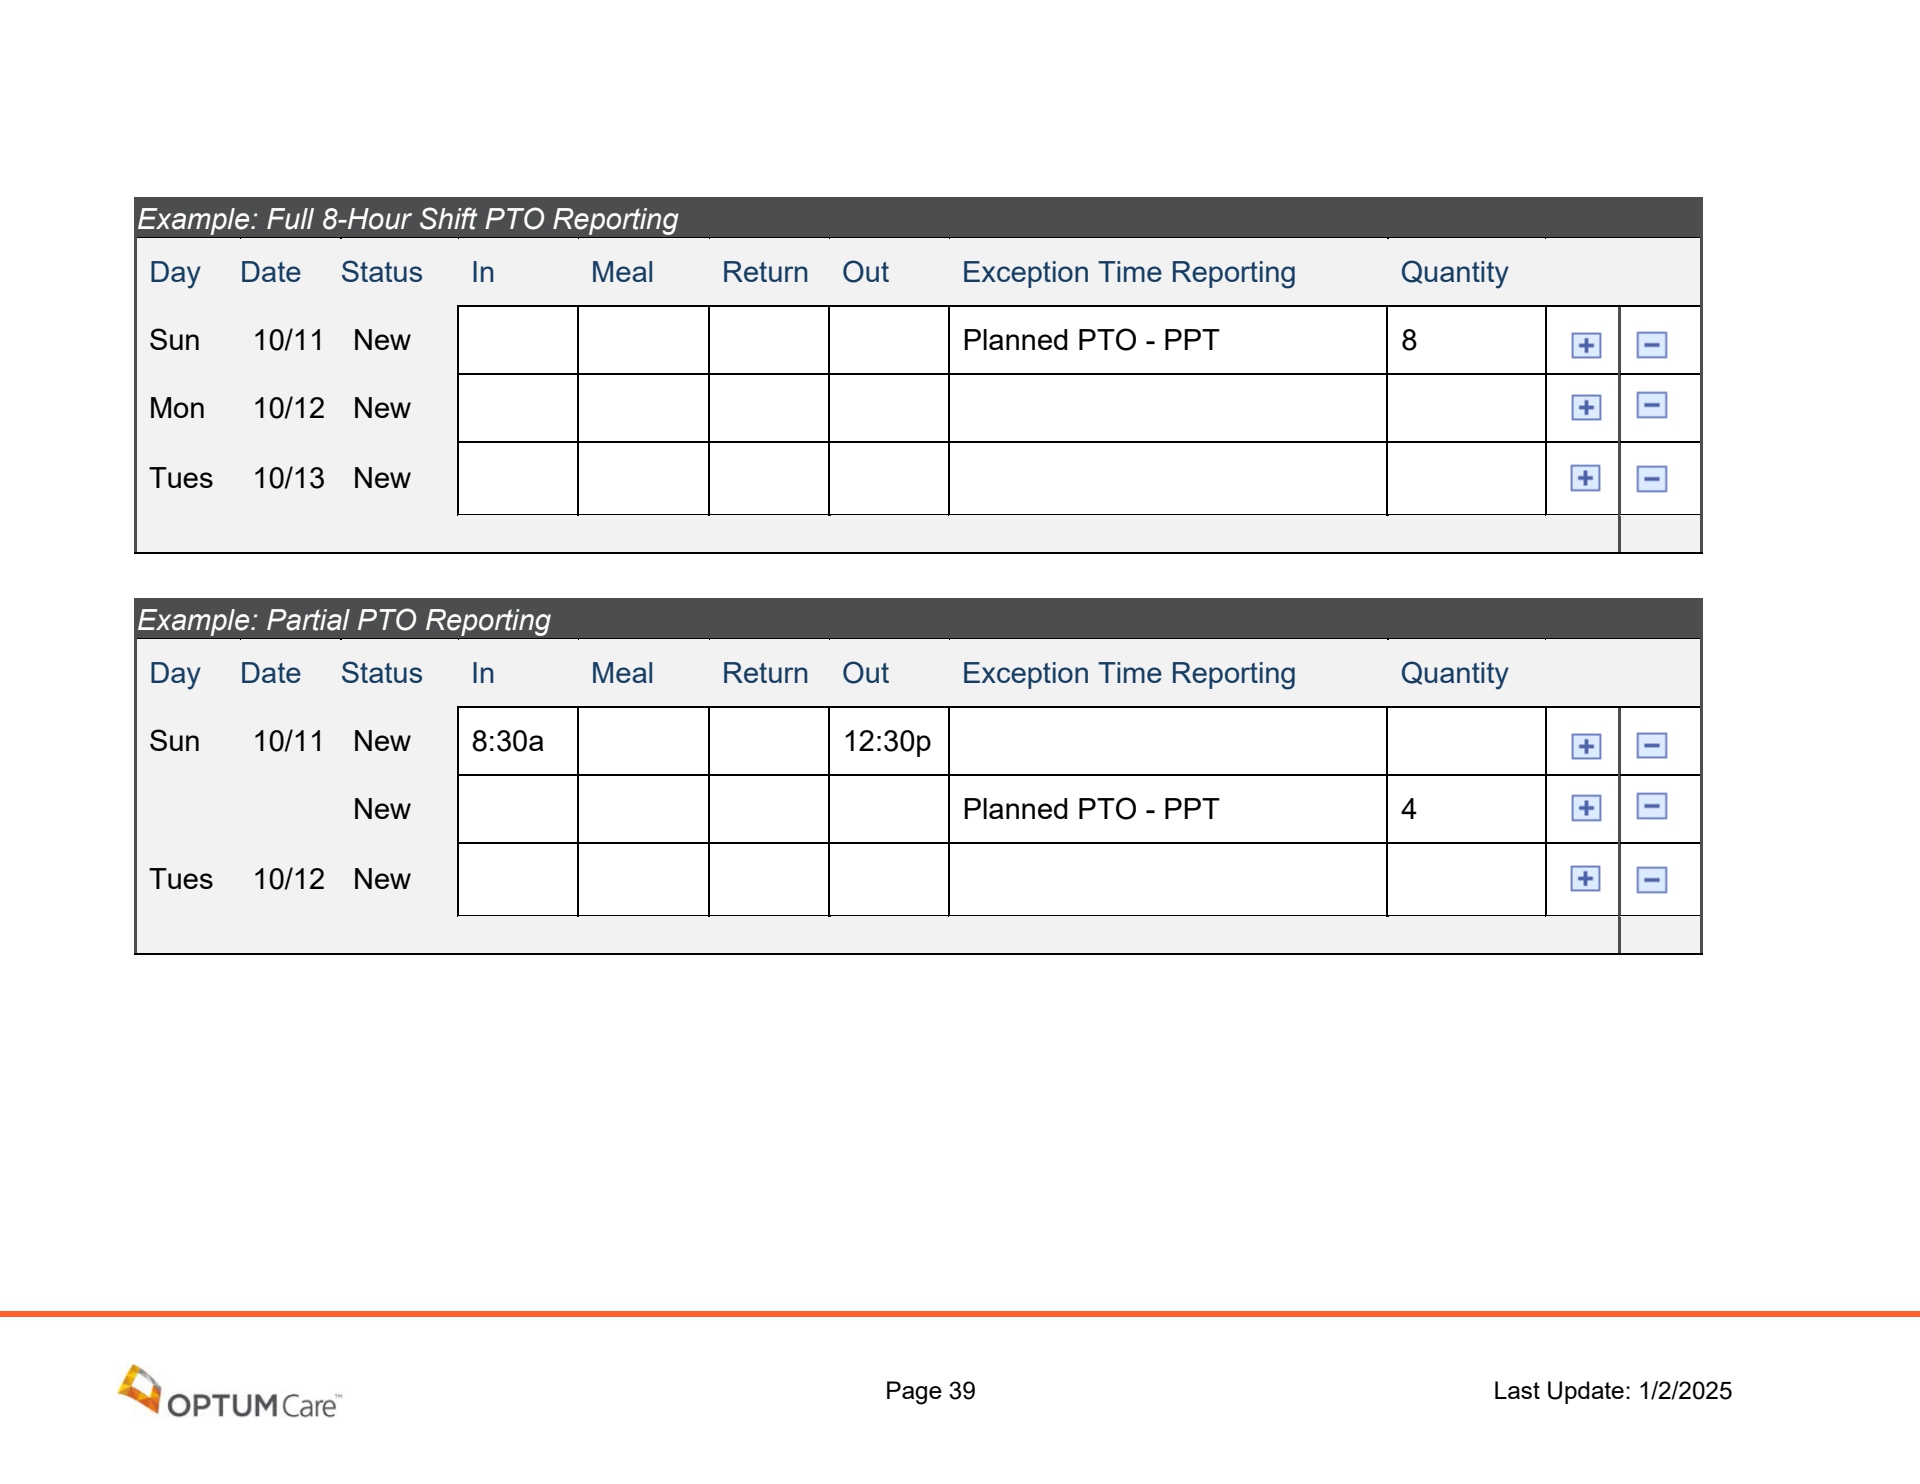 Example: Full 8-Hour Shift PTO Reporting
Day Date Status In Meal Return Out Exception Time Reporting Quantity
Sun 10/11 New Planned PTO - PPT 8
Mon 10/12 New
Tues 10/13 New
Example: Partial PTO Reporting
Day Date Status In Meal Return Out Exception Time Reporting Quantity
Sun 10/11 New 8:30a 12:30p
New Planned PTO - PPT 4
Tues 10/12 New
OPTUMCare™ Page 39 Last Update: 1/2/2025